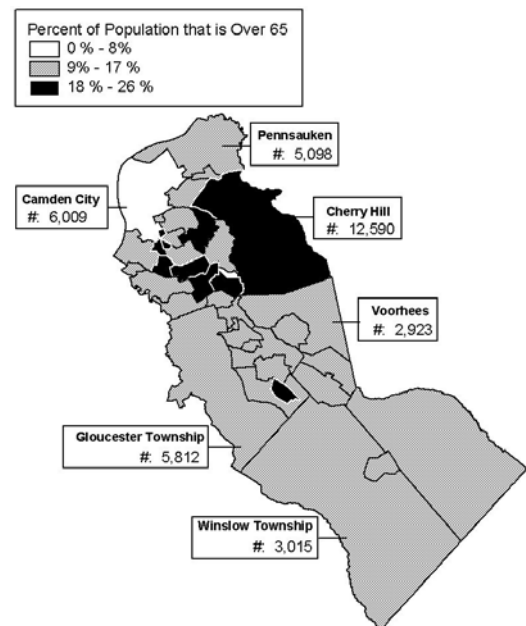 Percent of Population that is Over 65
0 % - 8%
9% - 17 %
18 % - 26 %
Pennsauken
#: 5,098
Camden City
#: 6,009
Cherry Hill
#: 12,590
Voorhees
#: 2,923
Gloucester Township
#: 5,812
Winslow Township
#: 3,015